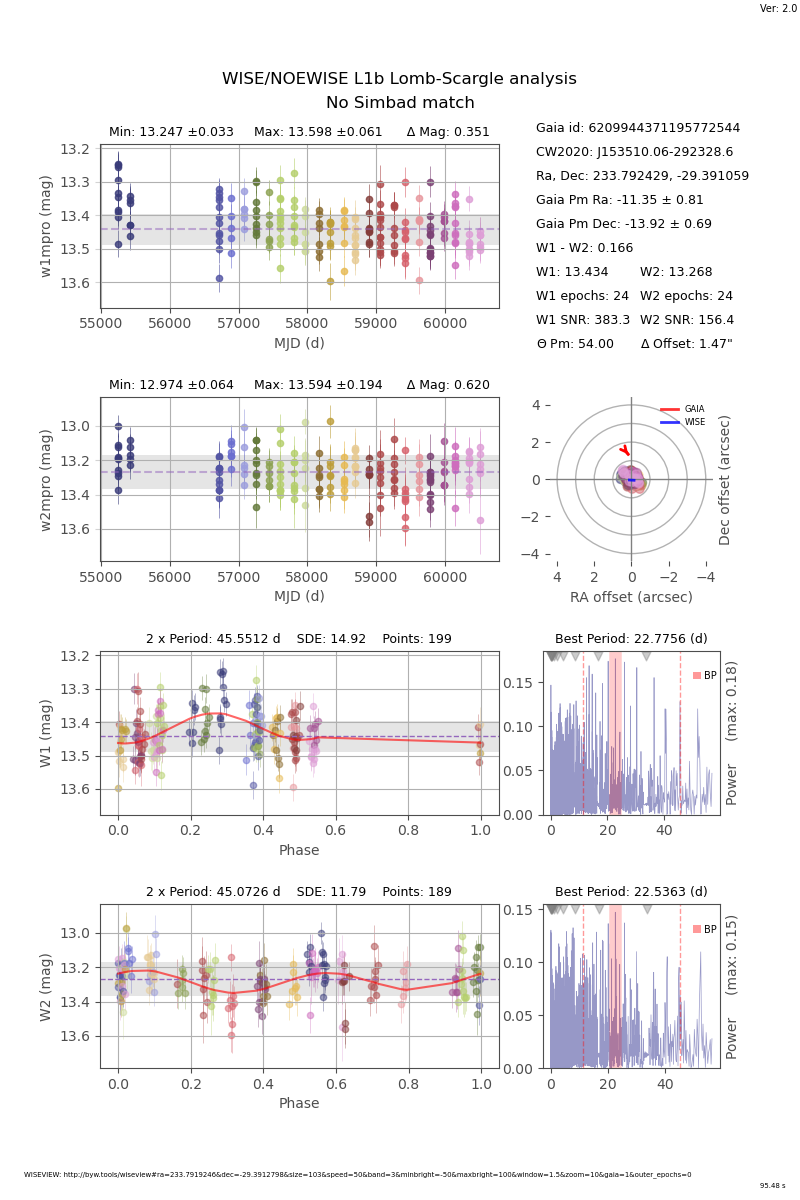 Ver: 2.0
WISE/NOEWISE L1b Lomb-Scargle analysis
No Simbad match
Min: 13.247 ±0.033 Max: 13.598 ±0.061 Δ Mag: 0.351
13.2
13.3
13.4
13.5
13.6
w1mpro (mag)
55000 56000 57000 58000 59000 60000
MJD (d)
Gaia id: 6209944371195772544
CW2020: J153510.06-292328.6
Ra, Dec: 233.792429, -29.391059
Gaia Pm Ra: -11.35 ± 0.81
Gaia Pm Dec: -13.92 ± 0.69
W1 - W2: 0.166
W1: 13.434 W2: 13.268
W1 epochs: 24 W2 epochs: 24
W1 SNR: 383.3 W2 SNR: 156.4
Θ Pm: 54.00 Δ Offset: 1.47"
Min: 12.974 ±0.064 Max: 13.594 ±0.194 Δ Mag: 0.620
13.0
13.2
13.4
13.6
w2mpro (mag)
55000 56000 57000 58000 59000 60000
MJD (d)
GAIA
WISE
4
2
0
−2
−4
Dec offset (arcsec)
4 2 0 −2 −4
RA offset (arcsec)
2 x Period: 45.5512 d SDE: 14.92 Points: 199
13.2
13.3
13.4
13.5
13.6
W1 (mag)
0.0 0.2 0.4 0.6 0.8 1.0
Phase
Best Period: 22.7756 (d)
BP
0.15
0.10
0.05
0.00
Power (max: 0.18)
0 20 40
2 x Period: 45.0726 d SDE: 11.79 Points: 189
13.0
13.2
13.4
13.6
W2 (mag)
0.0 0.2 0.4 0.6 0.8 1.0
Phase
Best Period: 22.5363 (d)
BP
0.15
0.10
0.05
0.00
Power (max: 0.15)
0 20 40
WISEVIEW: http://byw.tools/wiseview#ra=233.7919246&dec=-29.3912798&size=103&speed=50&band=3&minbright=-50&maxbright=100&window=1.5&zoom=10&gaia=1&outer_epochs=0
95.48 s